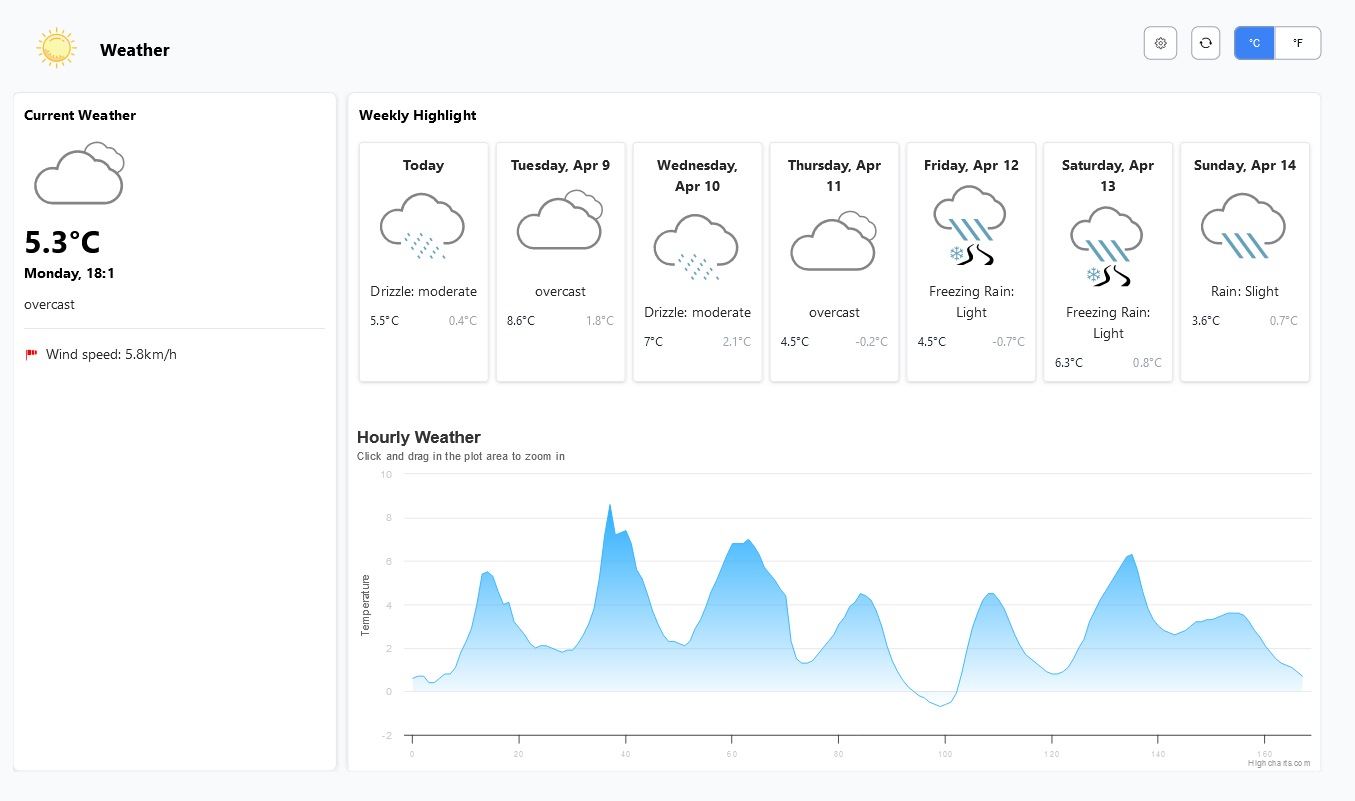 Weather
°C
°F
Current Weather
5.3°C
Monday, 18:1
overcast
Wind speed: 5.8km/h
Weekly Highlight
Today
Drizzle: moderate
5.5°C
0.4°C
Tuesday, Apr 9
overcast
8.6°C
1.8°C
Wednesday,
Apr 10
Drizzle: moderate
7°C
2.1°C
Thursday, Apr
11
overcast
4.5°C
-0.2°C
Friday, Apr 12
Freezing Rain:
Light
4.5°C
-0.7°C
Saturday, Apr
13
Freezing Rain:
Light
6.3°C
0.8°C
Sunday, Apr 14
Rain: Slight
3.6°C
0.7°C
Hourly Weather
Click and drag in the plot area to zoom in
Temperature
10
8
6
4
2
0
-2
0
20
40
60
80
100
120
140
160
Highcharts.com